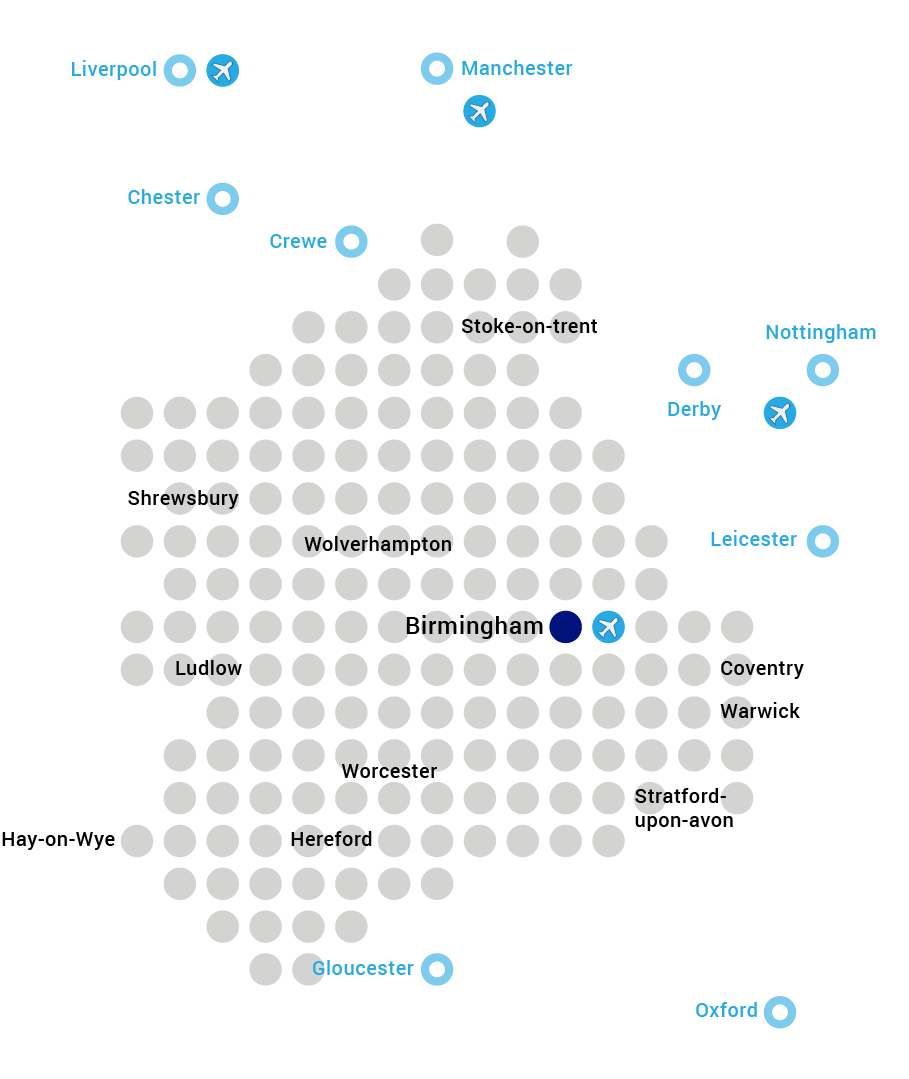 Liverpool
Manchester
Chester
Crewe
Stoke-on-trent
Nottingham
Derby
Shrewsbury
Wolverhampton
Leicester
Birmingham
Ludlow
Coventry
Warwick
Worcester
Stratford-
upon-avon
Hay-on-Wye
Hereford
Gloucester
Oxford